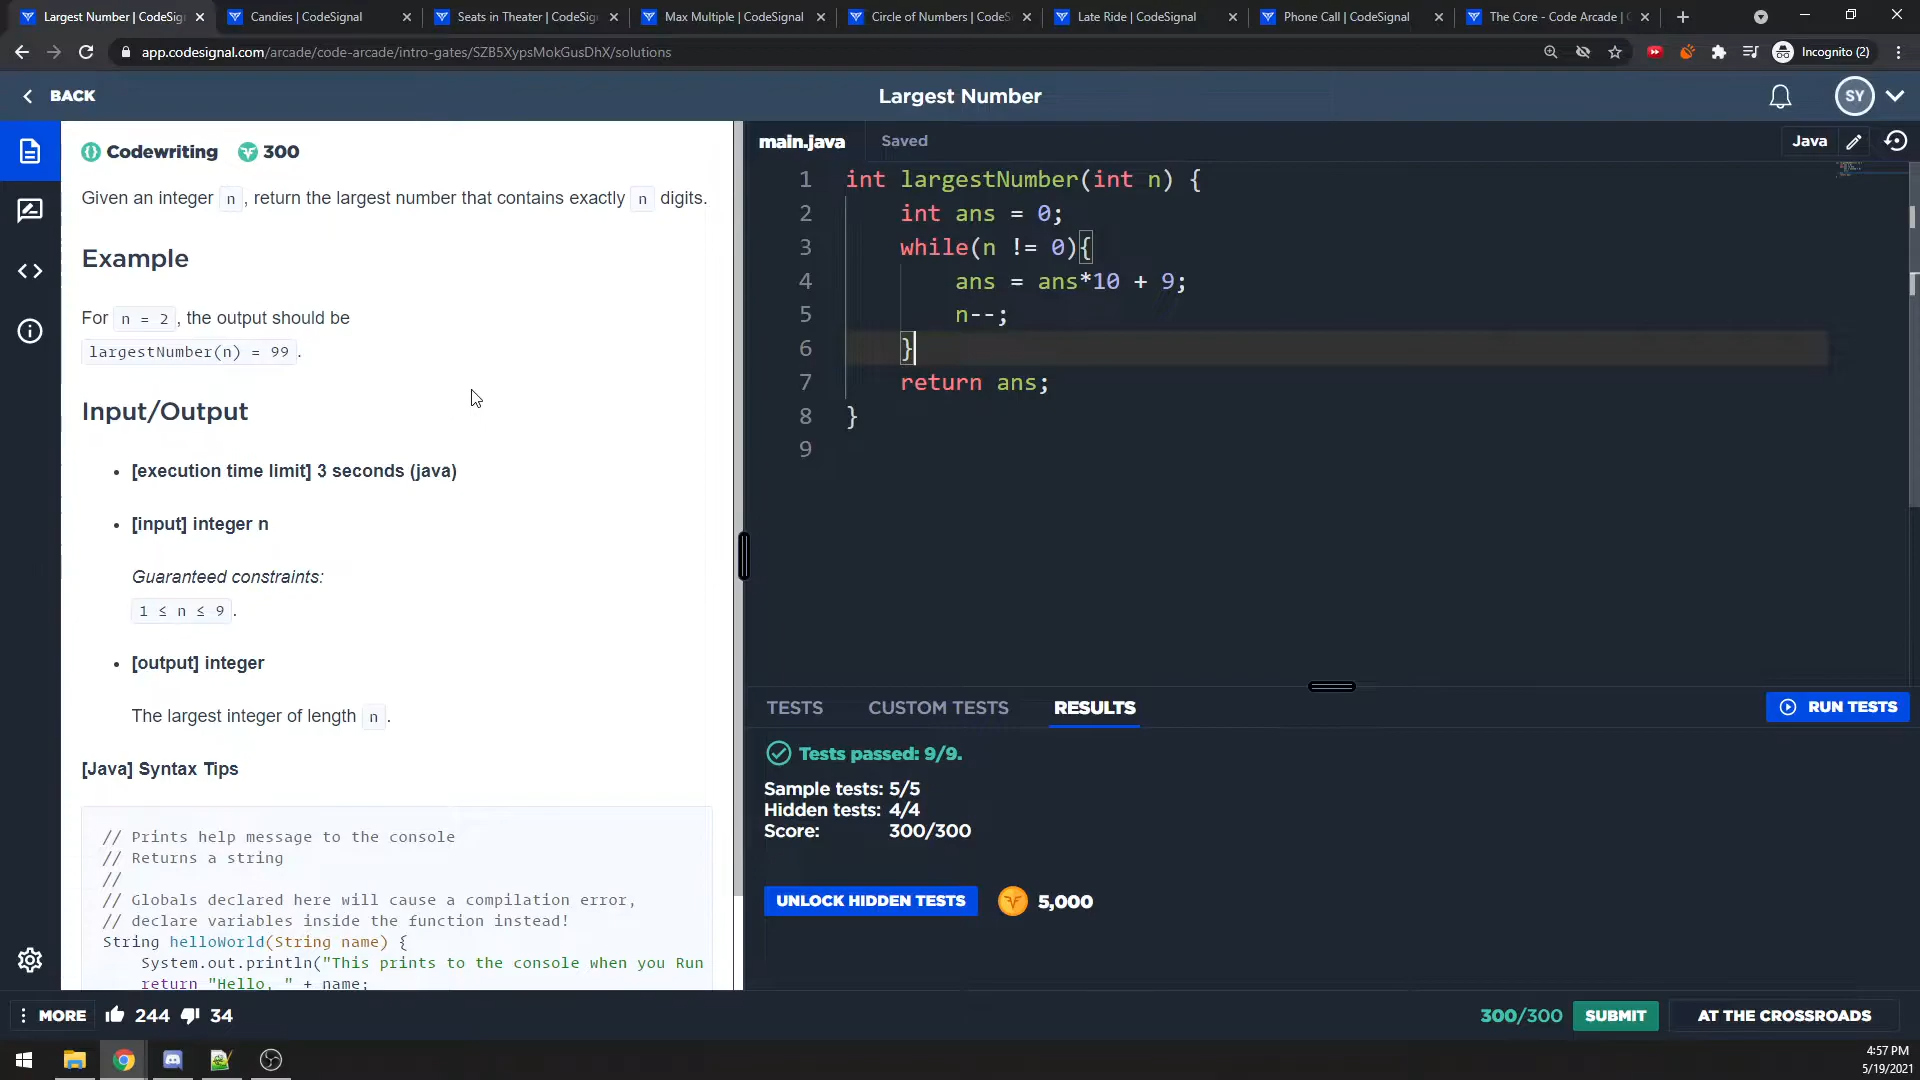 Largest Number | CodeSig
Candies | CodeSignal
Seats in Theater | CodeSig
Max Multiple | CodeSignal
Circle of Numbers | CodeS
Late Ride | CodeSignal
Phone Call | CodeSignal
The Core - Code Arcade |
app.codesignal.com/arcade/code-arcade/intro-gates/SZB5XypsMokGusDhX/solutions
Incognito (2)
BACK
Largest Number
SY
Codewriting 300
Given an integer n, return the largest number that contains exactly n digits.
Example
For n = 2, the output should be
largestNumber(n) = 99.
Input/Output
• [execution time limit] 3 seconds (java)
• [input] integer n
Guaranteed constraints:
1 ≤ n ≤ 9.
• [output] integer
The largest integer of length n.
[Java] Syntax Tips
// Prints help message to the console
// Returns a string
//
// Globals declared here will cause a compilation error,
// declare variables inside the function instead!
String helloWorld(String name) {
System.out.println("This prints to the console when you Run
return "Hello, " + name;
MORE 244 34
main.java Saved
Java
1 int largestNumber(int n) {
2 int ans = 0;
3 while(n != 0){
4 ans = ans*10 + 9;
5 n--;
6 }
7 return ans;
8 }
9
TESTS CUSTOM TESTS RESULTS
RUN TESTS
Tests passed: 9/9.
Sample tests: 5/5
Hidden tests: 4/4
Score: 300/300
UNLOCK HIDDEN TESTS 5,000
300/300 SUBMIT AT THE CROSSROADS
4:57 PM
5/19/2021